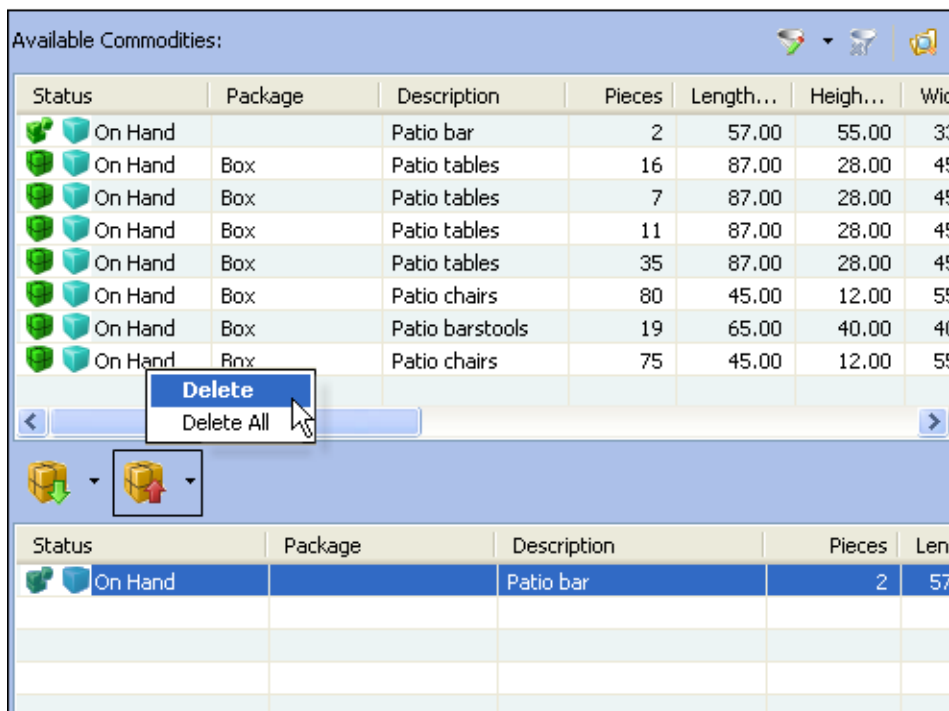 Available Commodities:
Status Package Description Pieces Length... Heigh... Wid
On Hand Patio bar 2 57.00 55.00
On Hand Box Patio tables 16 87.00 28.00
On Hand Box Patio tables 7 87.00 28.00
On Hand Box Patio tables 11 87.00 28.00
On Hand Box Patio tables 35 87.00 28.00
On Hand Box Patio chairs 80 45.00 12.00
On Hand Box Patio barstools 19 65.00 40.00
On Hand Box Patio chairs 75 45.00 12.00
Delete
Delete All
Status Package Description Pieces Len
On Hand Patio bar 2 57